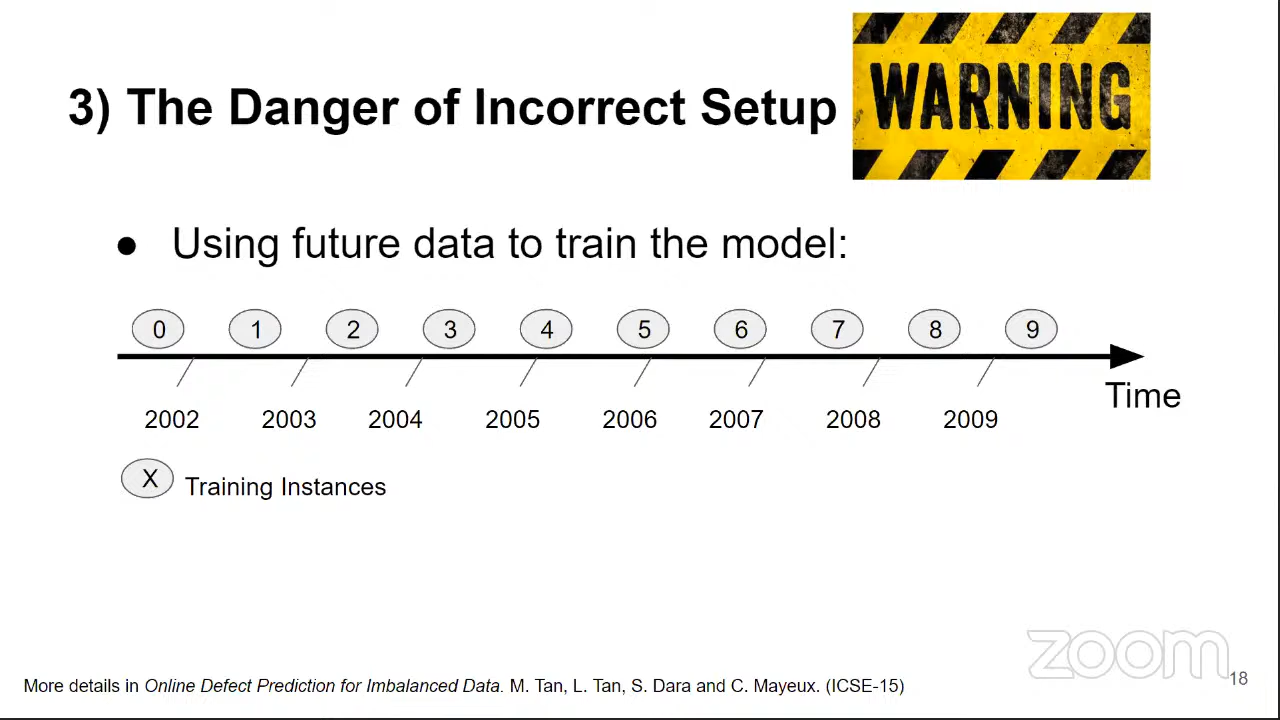 3) The Danger of Incorrect Setup
WARNING
● Using future data to train the model:
0 1 2 3 4 5 6 7 8 9
Time
2002 2003 2004 2005 2006 2007 2008 2009
X Training Instances
zoom
More details in Online Defect Prediction for Imbalanced Data. M. Tan, L. Tan, S. Dara and C. Mayeux. (ICSE-15)
18